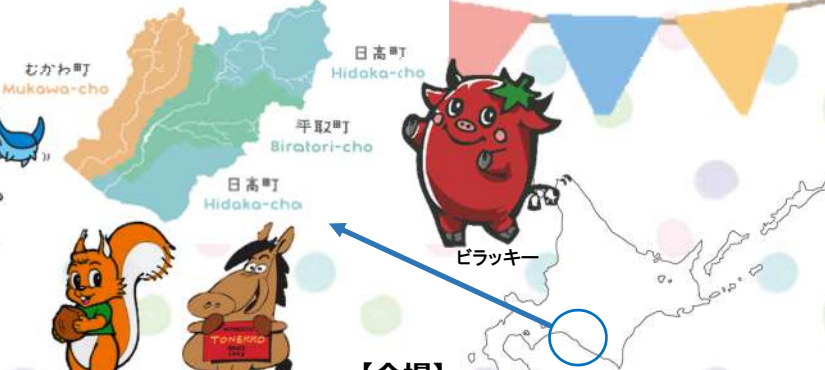 むかわ町
Mukawa-cho
日高町
Hidaka-cho
平取町
Biratori-cho
日高町
Hidaka-cho
ビラッキー
TONEKKO
【会場】